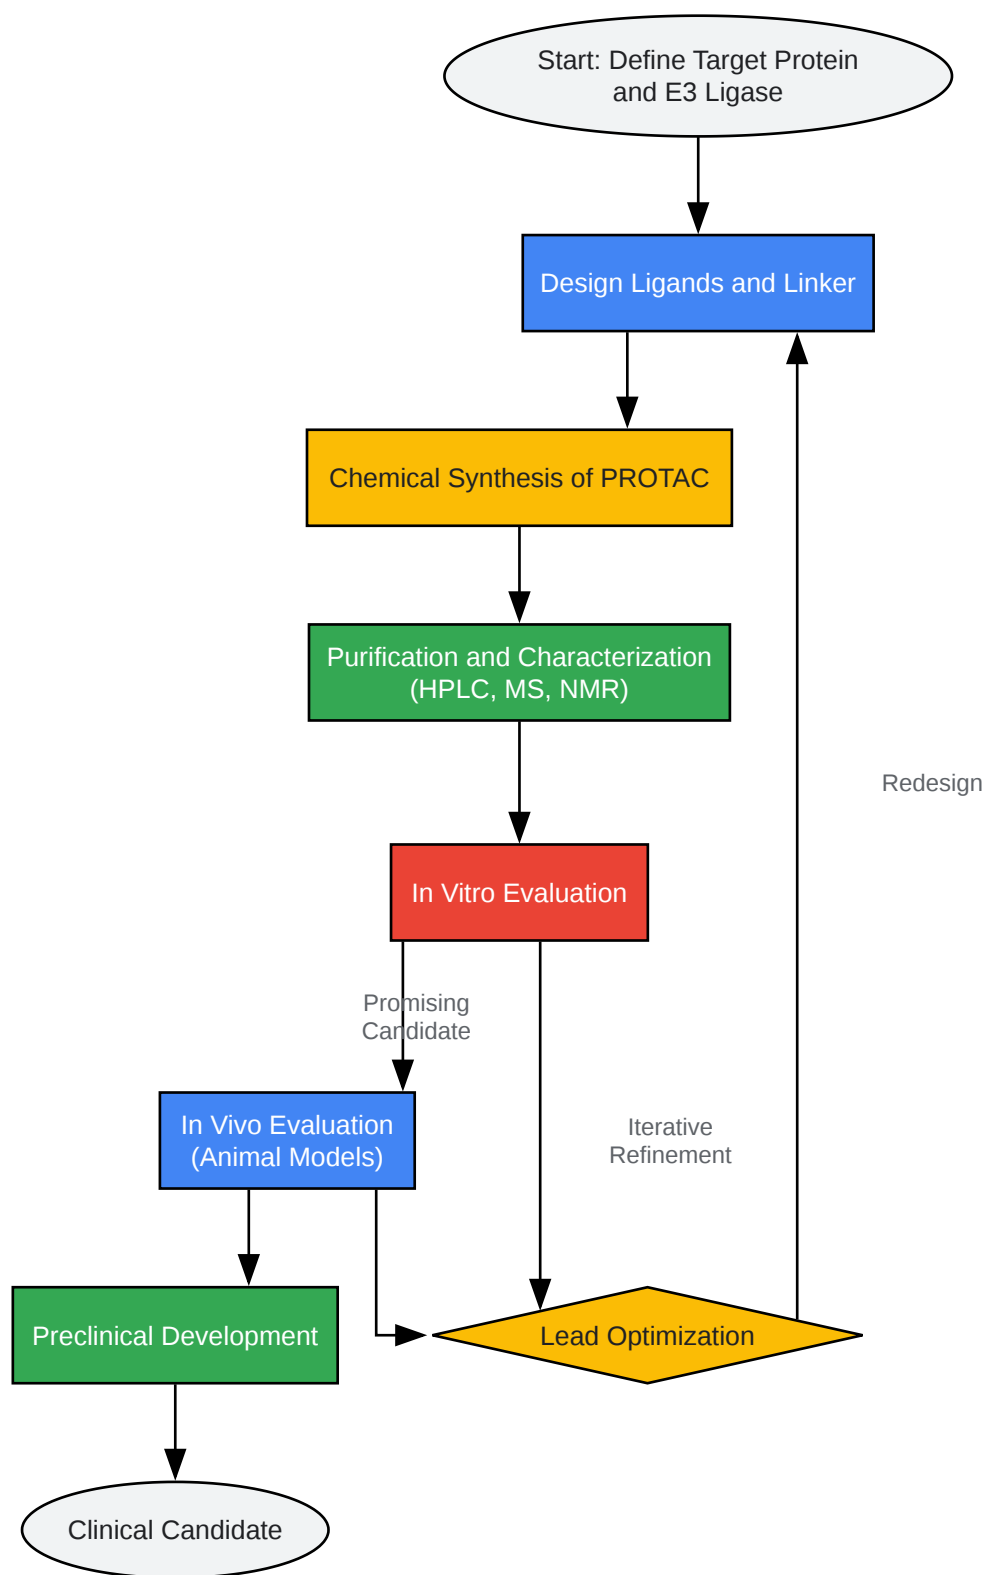 Start: Define Target Protein
and E3 Ligase
Design Ligands and Linker
Chemical Synthesis of PROTAC
Purification and Characterization
(HPLC, MS, NMR)
Redesign
In Vitro Evaluation
Promising
Candidate
In Vivo Evaluation
(Animal Models)
Iterative
Refinement
Preclinical Development
Lead Optimization
Clinical Candidate